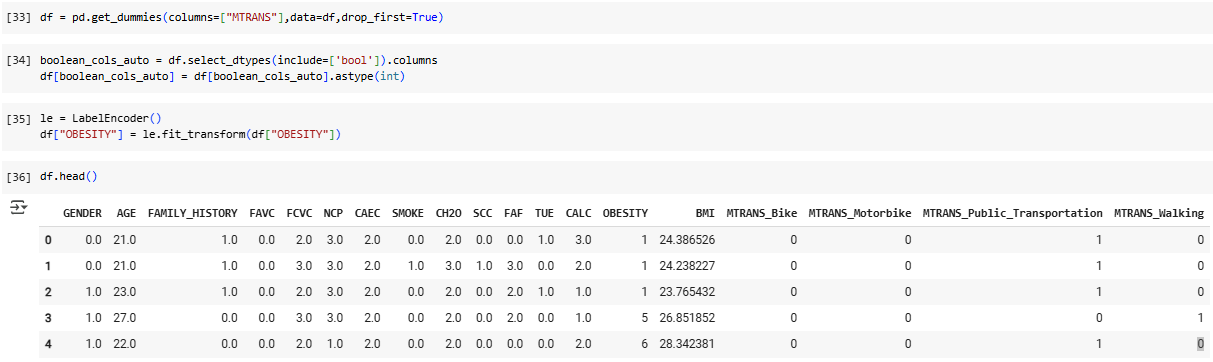 [33] df = pd.get_dummies(columns=["MTRANS"],data=df,drop_first=True)
[34] boolean_cols_auto = df.select_dtypes(include=['bool']).columns
df[boolean_cols_auto] = df[boolean_cols_auto].astype(int)
[35] le = LabelEncoder()
df["OBESITY"] = le.fit_transform(df["OBESITY"])
[36] df.head()
GENDER AGE FAMILY_HISTORY FAVC FCVC NCP CAEC SMOKE CH2O SCC FAF TUE CALC OBESITY BMI MTRANS_Bike MTRANS_Motorbike MTRANS_Public_Transportation MTRANS_Walking
0 0.0 21.0 1.0 0.0 2.0 3.0 2.0 0.0 2.0 0.0 0.0 1.0 3.0 1 24.386526 0 0 1 0
1 0.0 21.0 1.0 0.0 3.0 3.0 2.0 1.0 3.0 1.0 3.0 0.0 2.0 1 24.238227 0 0 1 0
2 1.0 23.0 1.0 0.0 2.0 3.0 2.0 0.0 2.0 0.0 2.0 1.0 1.0 1 23.765432 0 0 1 0
3 1.0 27.0 0.0 0.0 3.0 3.0 2.0 0.0 2.0 0.0 2.0 0.0 1.0 5 26.851852 0 0 0 1
4 1.0 22.0 0.0 0.0 2.0 1.0 2.0 0.0 2.0 0.0 0.0 0.0 2.0 6 28.342381 0 0 1 0